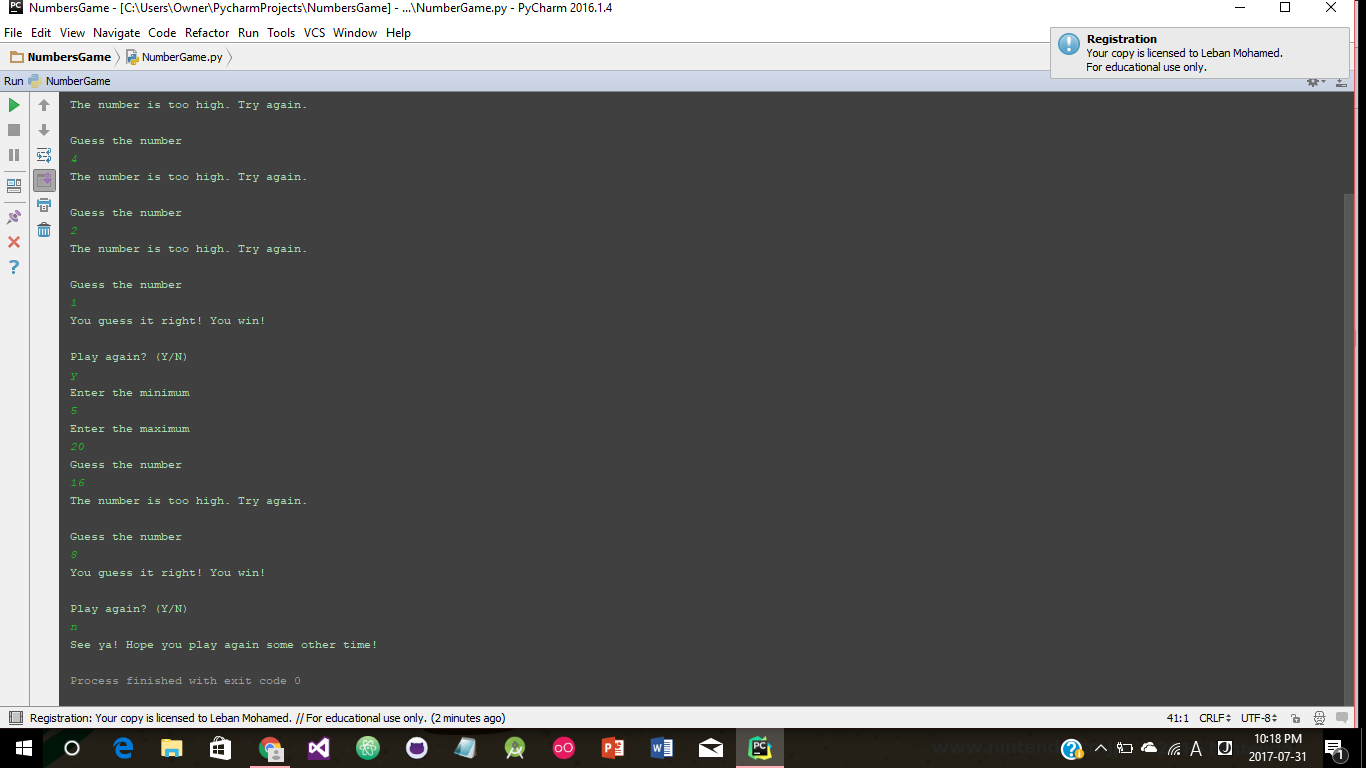 NumbersGame - [C:\Users\Owner\PycharmProjects\NumbersGame] - ...\NumberGame.py - PyCharm 2016.1.4
File Edit View Navigate Code Refactor Run Tools VCS Window Help
Registration
Your copy is licensed to Leban Mohamed.
For educational use only.
NumbersGame NumberGame.py
Run NumberGame
The number is too high. Try again.
Guess the number
4
The number is too high. Try again.
Guess the number
2
The number is too high. Try again.
Guess the number
1
You guess it right! You win!
Play again? (Y/N)
y
Enter the minimum
5
Enter the maximum
20
Guess the number
16
The number is too high. Try again.
Guess the number
8
You guess it right! You win!
Play again? (Y/N)
n
See ya! Hope you play again some other time!
Process finished with exit code 0
Registration: Your copy is licensed to Leban Mohamed. // For educational use only. (2 minutes ago) 41:1 CRLF UTF-8
10:18 PM
2017-07-31
1